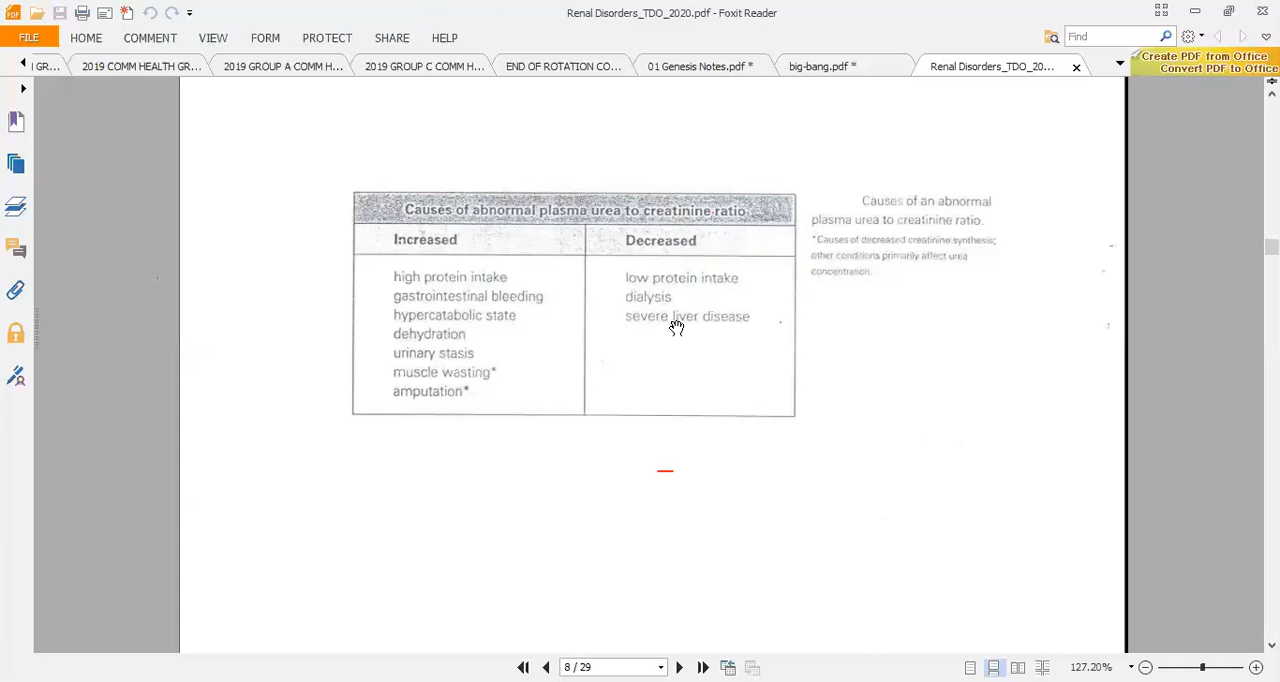 Renal Disorders_TDO_2020.pdf - Foxit Reader
FILE HOME COMMENT VIEW FORM PROTECT SHARE HELP
Find
I GR... 2019 COMM HEALTH GR... 2019 GROUP A COMM H... 2019 GROUP C COMM H... END OF ROTATION CO... 01 Genesis Notes.pdf * big-bang.pdf * Renal Disorders_TDO_20...
Create PDF from Office
Convert PDF to Office
Causes of abnormal plasma urea to creatinine ratio
Increased
high protein intake
gastrointestinal bleeding
hypercatabolic state
dehydration
urinary stasis
muscle wasting*
amputation*
Decreased
low protein intake
dialysis
severe liver disease
Causes of an abnormal
plasma urea to creatinine ratio.
*Causes of decreased creatinine synthesis;
other conditions primarily affect urea
concentration.
8 / 29
127.20%